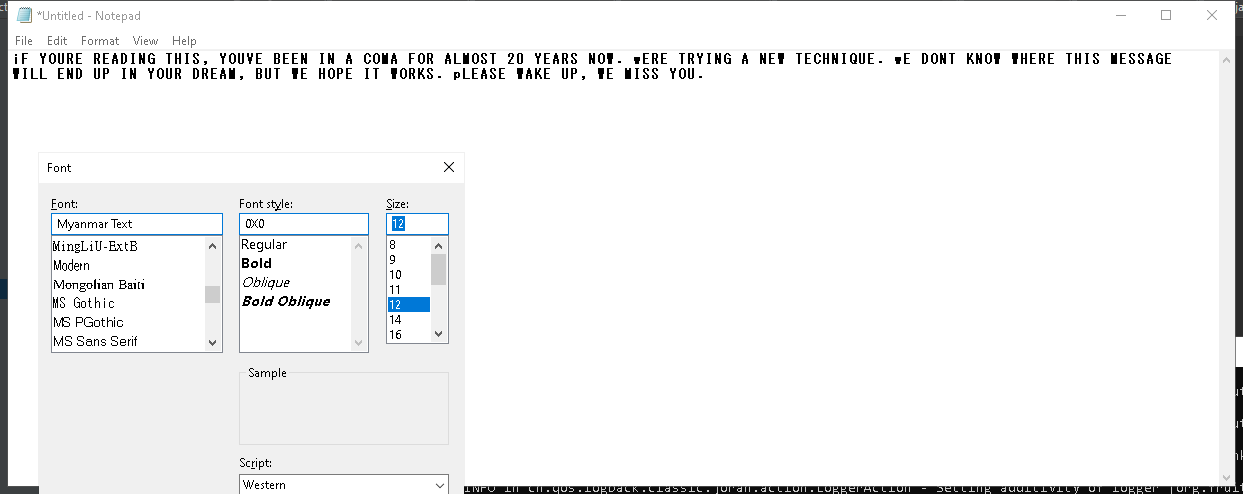 *Untitled - Notepad
File Edit Format View Help
iF YOURE READING THIS, YOUVE BEEN IN A COMA FOR ALMOST 20 YEARS NOW. wERE TRYING A NEW TECHNIQUE. wE DONT KNOW WHERE THIS MESSAGE
WILL END UP IN YOUR DREAM, BUT WE HOPE IT WORKS. pLEASE WAKE UP, WE MISS YOU.
Font
Font: Font style: Size:
Myanmar Text 0X0 12
MingLiU-ExtB Regular 8
Modern Bold 9
Mongolian Baiti Oblique 10
MS Gothic Bold Oblique 11
MS PGothic 12
MS Sans Serif 14
16
Sample
Script:
Western
INFO in ch.qos.logback.classic.joran.action.LoggerAction - Setting additivity of logger